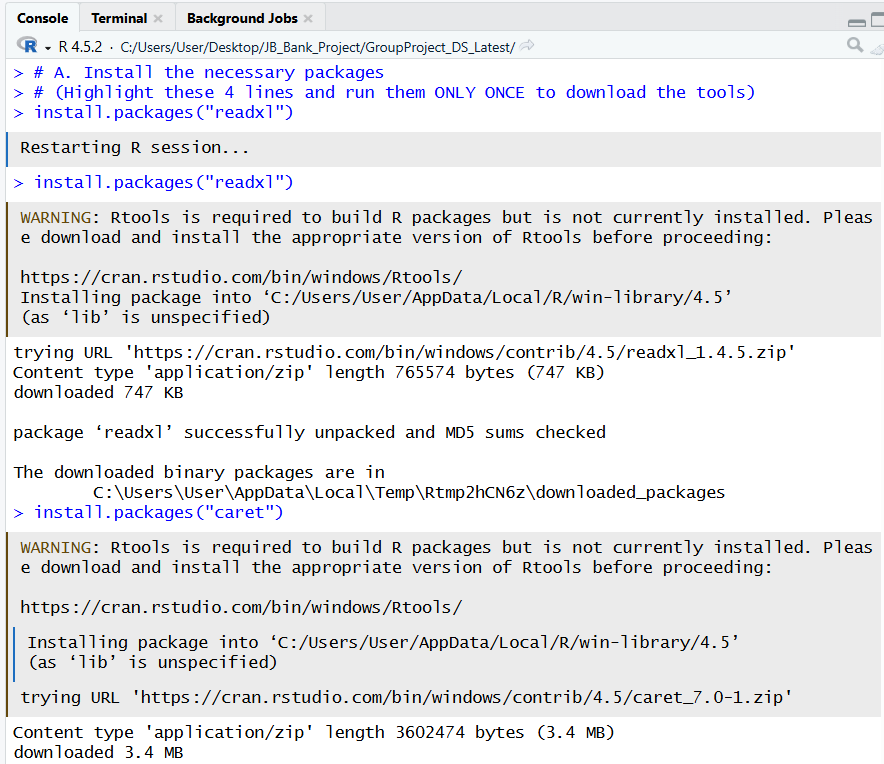 Console Terminal Background Jobs
R R 4.5.2 · C:/Users/User/Desktop/JB_Bank_Project/GroupProject_DS_Latest/
> # A. Install the necessary packages
> # (Highlight these 4 lines and run them ONLY ONCE to download the tools)
> install.packages("readxl")
Restarting R session...
> install.packages("readxl")
WARNING: Rtools is required to build R packages but is not currently installed. Pleas
e download and install the appropriate version of Rtools before proceeding:
https://cran.rstudio.com/bin/windows/Rtools/
Installing package into ‘C:/Users/User/AppData/Local/R/win-library/4.5’
(as ‘lib’ is unspecified)
trying URL 'https://cran.rstudio.com/bin/windows/contrib/4.5/readxl_1.4.5.zip'
Content type 'application/zip' length 765574 bytes (747 KB)
downloaded 747 KB
package ‘readxl’ successfully unpacked and MD5 sums checked
The downloaded binary packages are in
C:\Users\User\AppData\Local\Temp\Rtmp2hCN6z\downloaded_packages
> install.packages("caret")
WARNING: Rtools is required to build R packages but is not currently installed. Pleas
e download and install the appropriate version of Rtools before proceeding:
https://cran.rstudio.com/bin/windows/Rtools/
Installing package into ‘C:/Users/User/AppData/Local/R/win-library/4.5’
(as ‘lib’ is unspecified)
trying URL 'https://cran.rstudio.com/bin/windows/contrib/4.5/caret_7.0-1.zip'
Content type 'application/zip' length 3602474 bytes (3.4 MB)
downloaded 3.4 MB